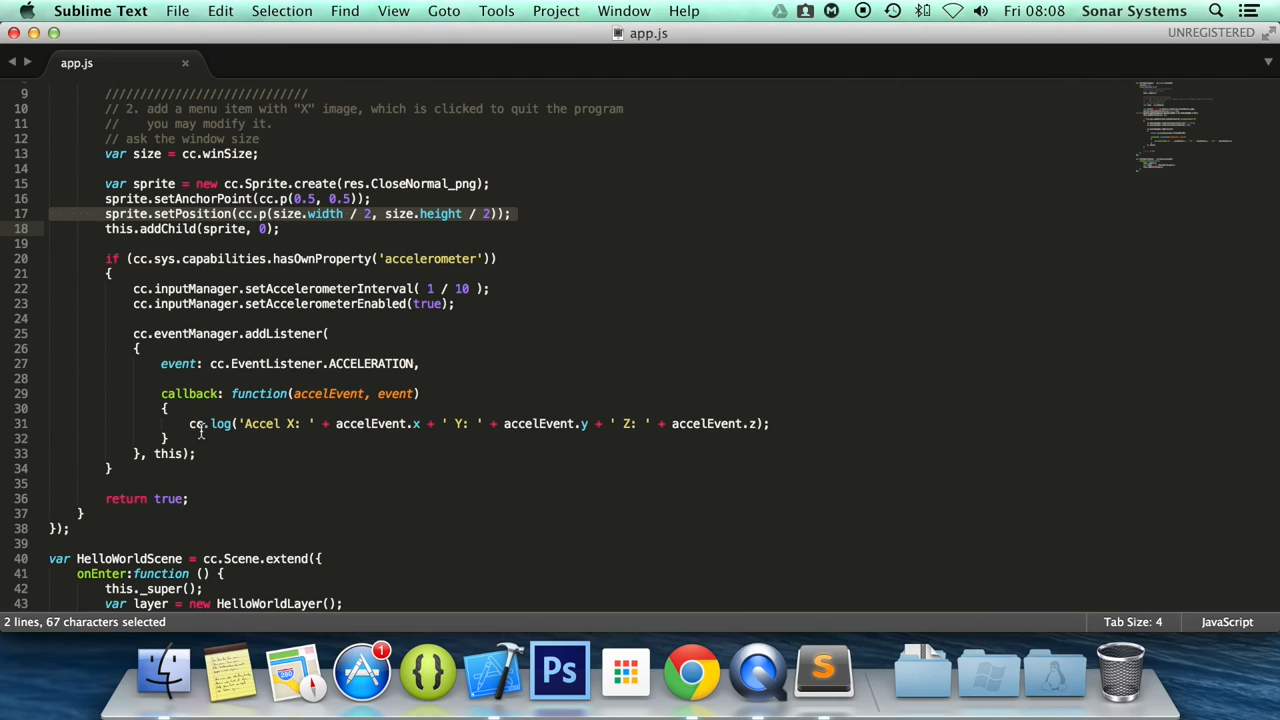 Sublime Text File Edit Selection Find View Goto Tools Project Window Help Fri 08:08 Sonar Systems
app.js UNREGISTERED
app.js
9 /////////////////////////////
10 // 2. add a menu item with "X" image, which is clicked to quit the program
11 //    you may modify it.
12 // ask the window size
13 var size = cc.winSize;
14
15 var sprite = new cc.Sprite.create(res.CloseNormal_png);
16 sprite.setAnchorPoint(cc.p(0.5, 0.5));
17 sprite.setPosition(cc.p(size.width / 2, size.height / 2));
18 this.addChild(sprite, 0);
19
20 if (cc.sys.capabilities.hasOwnProperty('accelerometer'))
21 {
22 cc.inputManager.setAccelerometerInterval( 1 / 10 );
23 cc.inputManager.setAccelerometerEnabled(true);
24
25 cc.eventManager.addListener(
26 {
27 event: cc.EventListener.ACCELERATION,
28
29 callback: function(accelEvent, event)
30 {
31 cc.log('Accel X: ' + accelEvent.x + ' Y: ' + accelEvent.y + ' Z: ' + accelEvent.z);
32 }
33 }, this);
34 }
35
36 return true;
37 }
38 });
39
40 var HelloWorldScene = cc.Scene.extend({
41 onEnter:function () {
42 this._super();
43 var layer = new HelloWorldLayer();
2 lines, 67 characters selected Tab Size: 4 JavaScript
280 1 { } Ps S